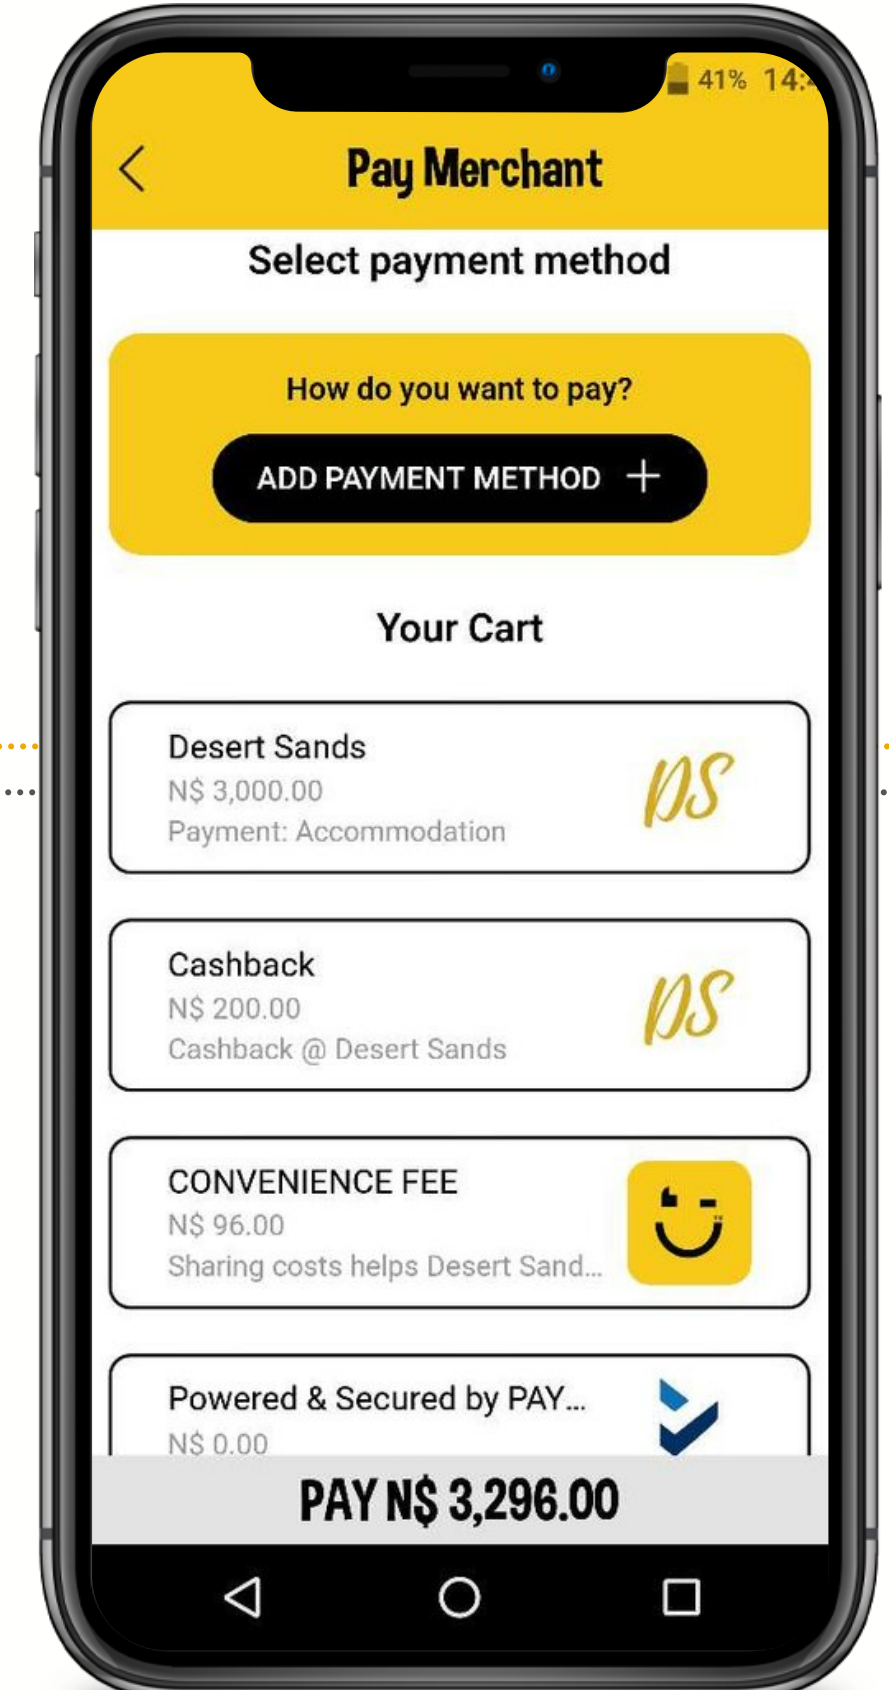 41% 14:4
Pay Merchant
Select payment method
How do you want to pay?
ADD PAYMENT METHOD +
Your Cart
Desert Sands
N$ 3,000.00
Payment: Accommodation
DS
Cashback
N$ 200.00
Cashback @ Desert Sands
DS
CONVENIENCE FEE
N$ 96.00
Sharing costs helps Desert Sand...
Powered & Secured by PAY...
N$ 0.00
PAY N$ 3,296.00